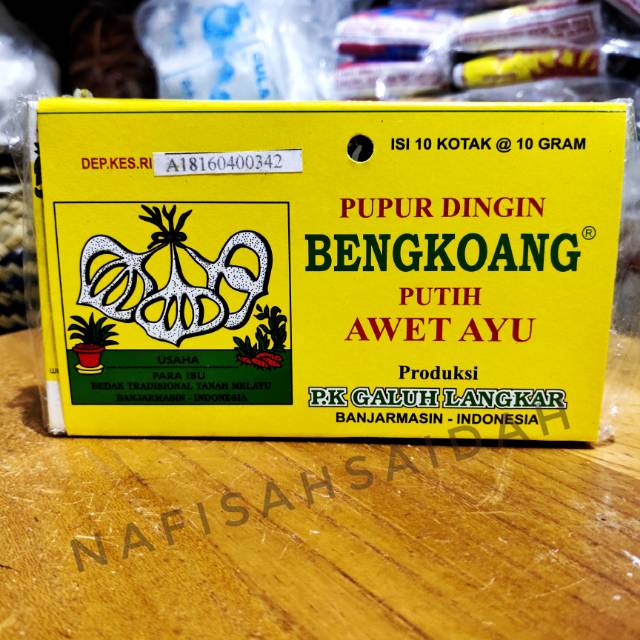 ISI 10 KOTAK @ 10 GRAM
DEP.KES.RI A18160400342
PUPUR DINGIN
BENGKOANG®
PUTIH
AWET AYU
Produksi
P.K GALUH LANGKAR
BANJARMASIN - INDONESIA
USAHA
PARA IBU
BEDAK TRADISIONAL TANAH MELAYU
BANJARMASIN - INDONESIA
NAFISAHSAIDAH